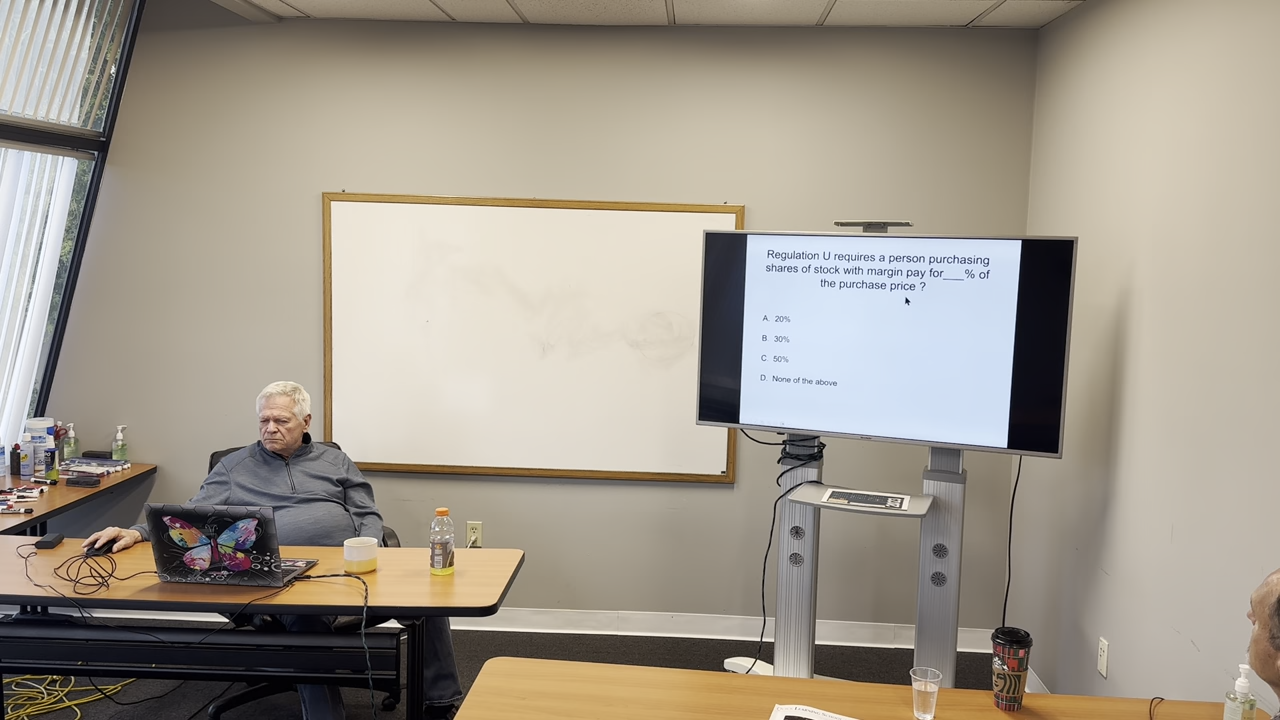 Regulation U requires a person purchasing
shares of stock with margin pay for___% of
the purchase price ?
A. 20%
B. 30%
C. 50%
D. None of the above